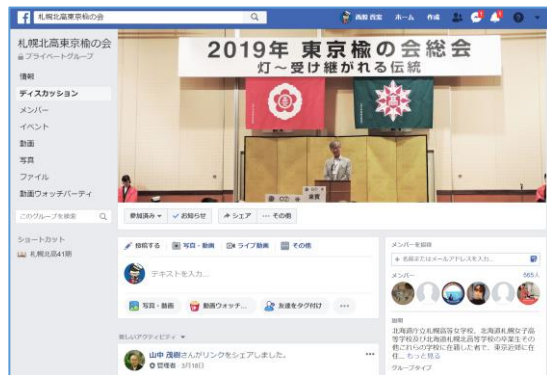 札幌北高東京楡の会
ホーム
作成
札幌北高東京楡の会
プライベートグループ
情報
ディスカッション
メンバー
イベント
動画
写真
ファイル
動画ウォッチパーティ
このグループを検索
ショートカット
札幌北高41期
2019年 東京楡の会総会
灯～受け継がれる伝統
参加済み
お知らせ
シェア
その他
投稿する
写真・動画
ライブ動画
その他
テキストを入力...
写真・動画
動画ウォッチ...
友達をタグ付け
新しいアクティビティ
山中 茂樹さんがリンクをシェアしました。
管理者・3月18日
メンバーを招待
+ 名前またはメールアドレスを入力...
メンバー
565人
説明
北海道庁立札幌高等女学校、北海道札幌女子高
等学校及び北海道札幌北高等学校の卒業生その
他これらの学校に在籍した者で、東京近郊に在
住... もっと見る
グループタイプ